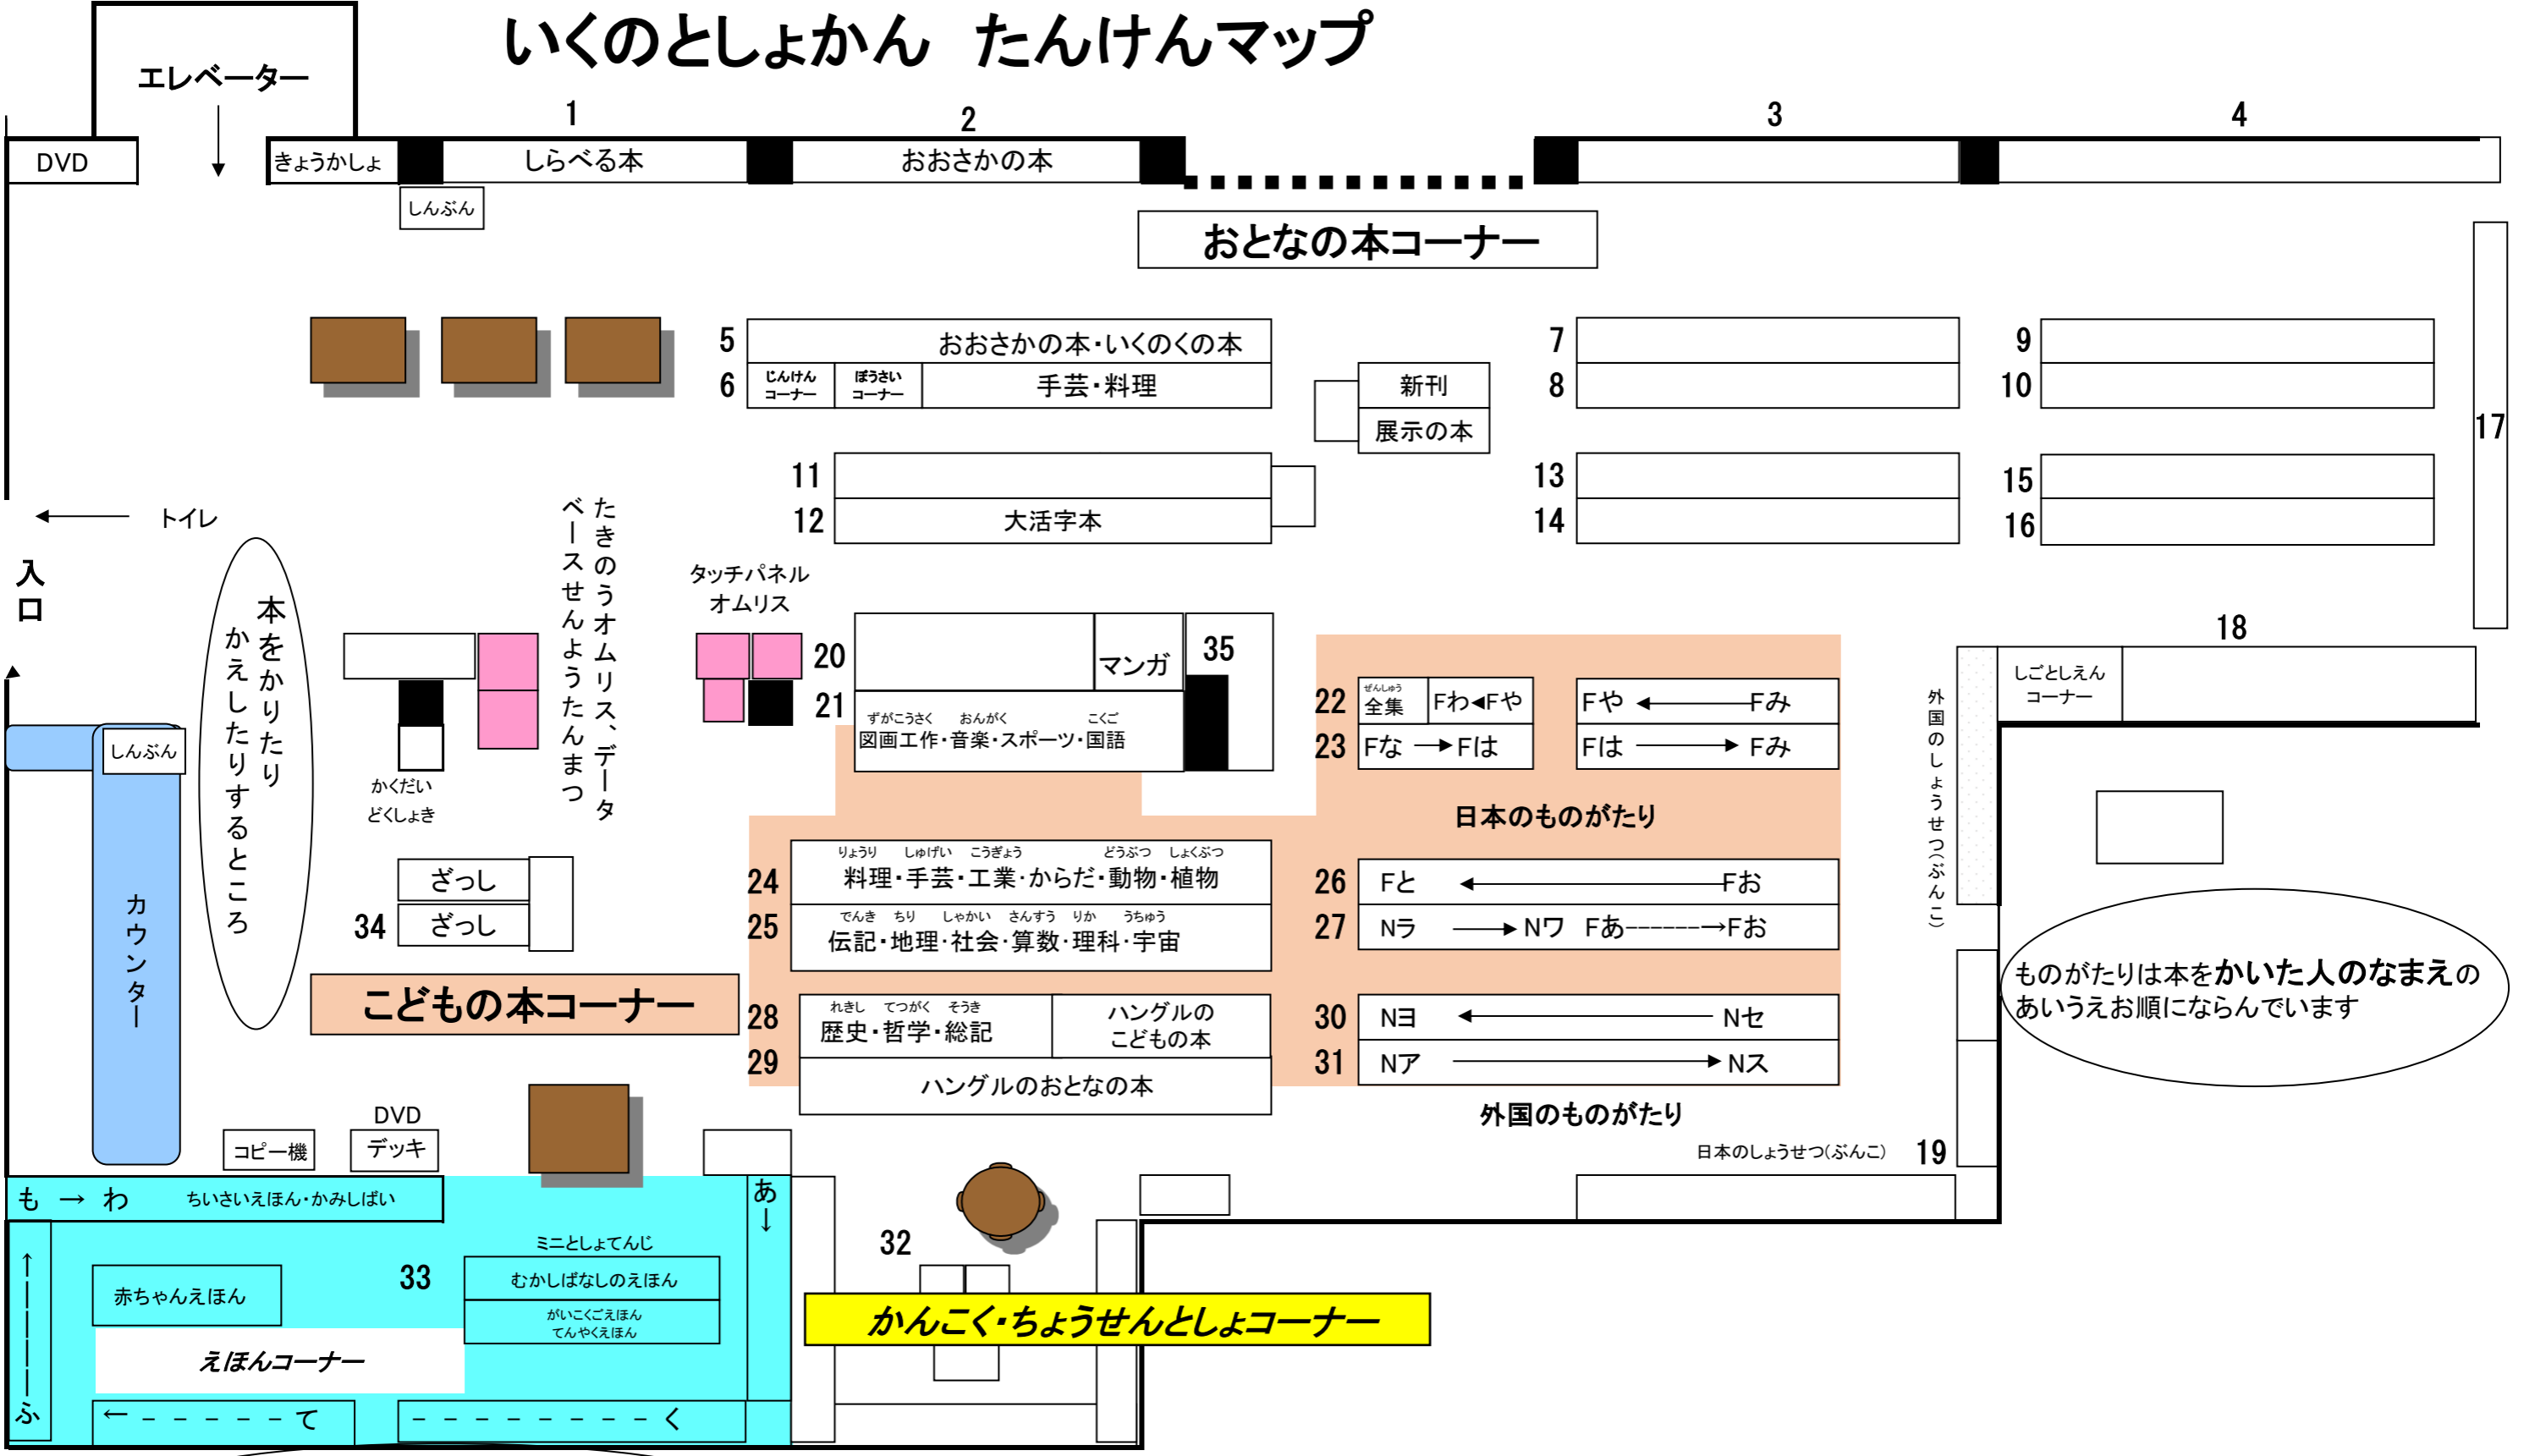 いくのとしょかん たんけんマップ
エレベーター
1
2
3
4
DVD
きょうかしょ
しらべる本
おおさかの本
しんぶん
おとなの本コーナー
5
おおさかの本・いくのくの本
6
じんけん
コーナー
ぼうさい
コーナー
手芸・料理
新刊
展示の本
7
8
9
10
17
11
12
大活字本
13
14
15
16
トイレ
入口
本をかりたり
かえしたりするところ
たきのうオムリス、データ
ベースせんようたんまつ
タッチパネル
オムリス
20
マンガ
35
21
ずがこうさく おんがく こくご
図画工作・音楽・スポーツ・国語
22
ぜんしゅう
全集
Fわ◀Fや
Fや ← Fみ
23
Fな → Fは
Fは → Fみ
日本のものがたり
18
しごとしえん
コーナー
外国のしょうせつ(ぶんこ)
しんぶん
カウンター
かくだい
どくしょき
ざっし
34
ざっし
こどもの本コーナー
24
りょうり しゅげい こうぎょう どうぶつ しょくぶつ
料理・手芸・工業・からだ・動物・植物
25
でんき ちり しゃかい さんすう りか うちゅう
伝記・地理・社会・算数・理科・宇宙
26
Fと ← Fお
27
Nラ → Nワ Fあ------→Fお
28
れきし てつがく そうき
歴史・哲学・総記
ハングルの
こどもの本
29
ハングルのおとなの本
30
Nヨ ← Nセ
31
Nア → Nス
外国のものがたり
ものがたりは本をかいた人のなまえの
あいうえお順にならんでいます
日本のしょうせつ(ぶんこ)
19
コピー機
DVD
デッキ
も → わ ちいさいえほん・かみしばい
あ↓
32
ミニとしょてんじ
33
むかしばなしのえほん
がいこくごえほん
てんやくえほん
赤ちゃんえほん
えほんコーナー
かんこく・ちょうせんとしょコーナー
↑―――――ふ
← - - - - - て
- - - - - - - - く